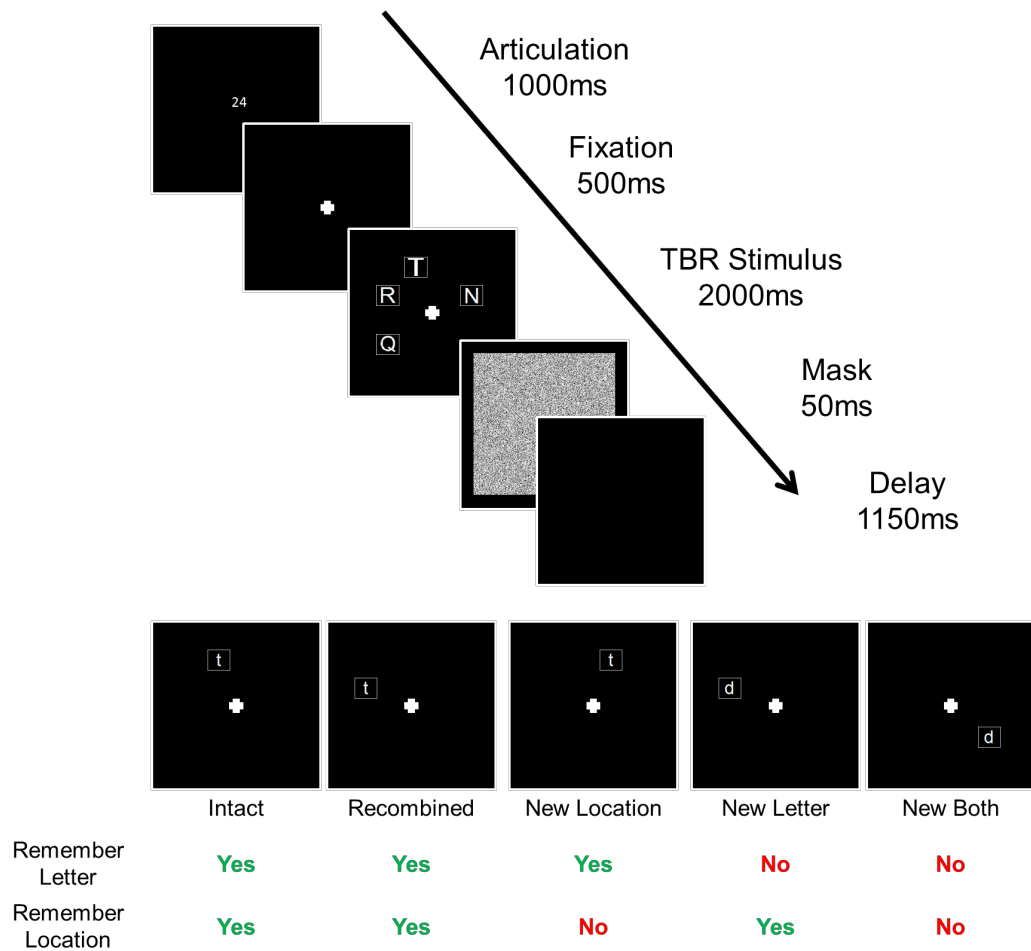 Articulation
1000ms
24
Fixation
500ms
TBR Stimulus
2000ms
T
R N
Q
Mask
50ms
Delay
1150ms
t t t d d
Intact Recombined New Location New Letter New Both
Remember
Letter
Yes Yes Yes No No
Remember
Location
Yes Yes No Yes No